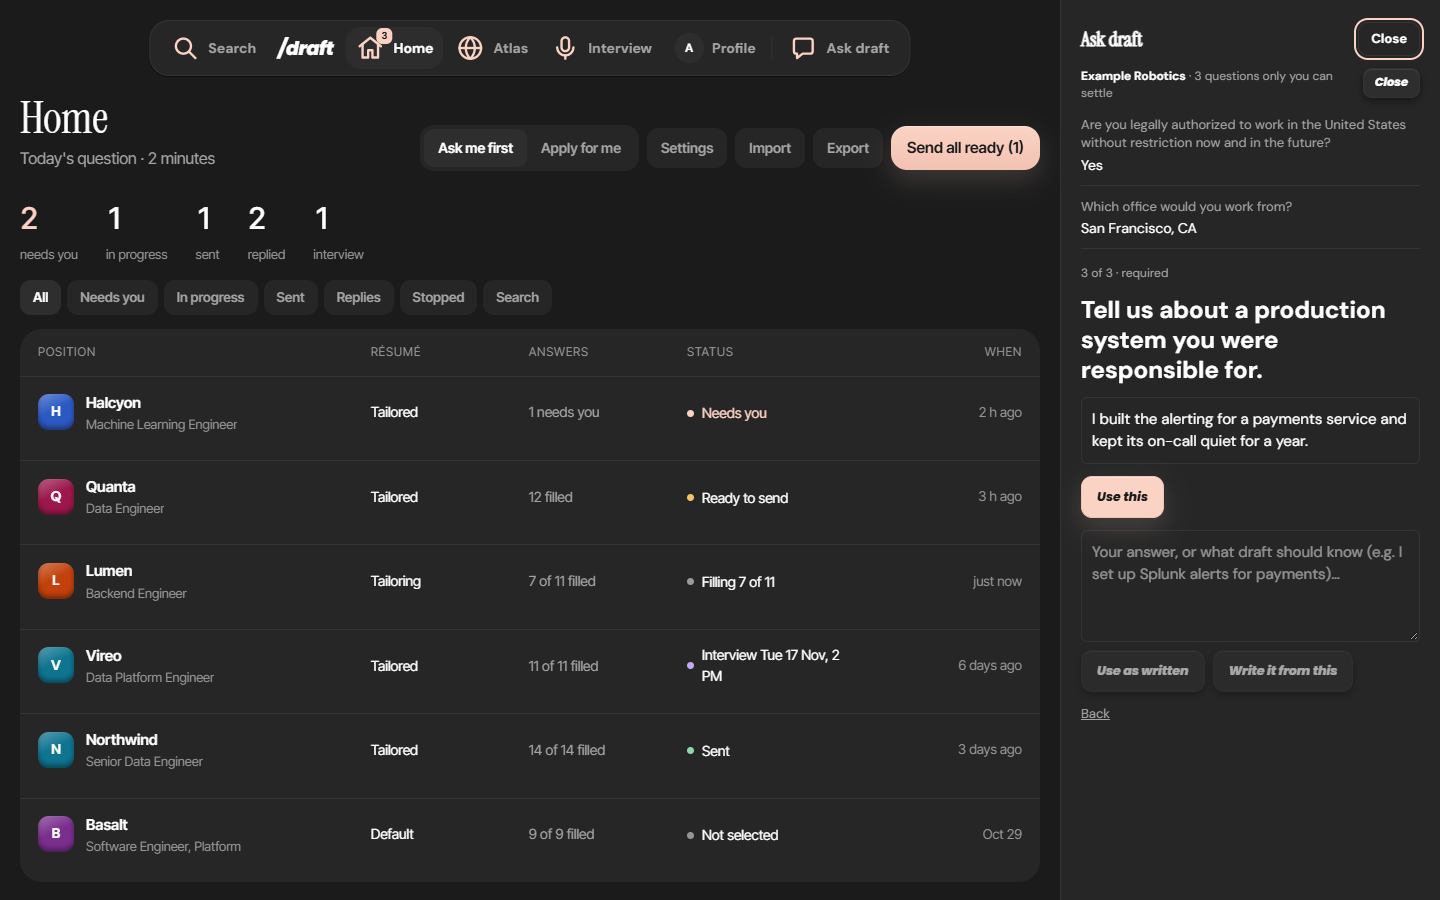 Search
/draft
3
Home
Atlas
Interview
A
Profile
Ask draft
Home
Today's question · 2 minutes
Ask me first
Apply for me
Settings
Import
Export
Send all ready (1)
2
needs you
1
in progress
1
sent
2
replied
1
interview
All
Needs you
In progress
Sent
Replies
Stopped
Search
POSITION
RÉSUMÉ
ANSWERS
STATUS
WHEN
H
Halcyon
Machine Learning Engineer
Tailored
1 needs you
Needs you
2 h ago
Q
Quanta
Data Engineer
Tailored
12 filled
Ready to send
3 h ago
L
Lumen
Backend Engineer
Tailoring
7 of 11 filled
Filling 7 of 11
just now
V
Vireo
Data Platform Engineer
Tailored
11 of 11 filled
Interview Tue 17 Nov, 2
PM
6 days ago
N
Northwind
Senior Data Engineer
Tailored
14 of 14 filled
Sent
3 days ago
B
Basalt
Software Engineer, Platform
Default
9 of 9 filled
Not selected
Oct 29
Ask draft
Close
Example Robotics · 3 questions only you can
settle
Close
Are you legally authorized to work in the United States
without restriction now and in the future?
Yes
Which office would you work from?
San Francisco, CA
3 of 3 · required
Tell us about a production
system you were
responsible for.
I built the alerting for a payments service and
kept its on-call quiet for a year.
Use this
Your answer, or what draft should know (e.g. I
set up Splunk alerts for payments)…
Use as written
Write it from this
Back